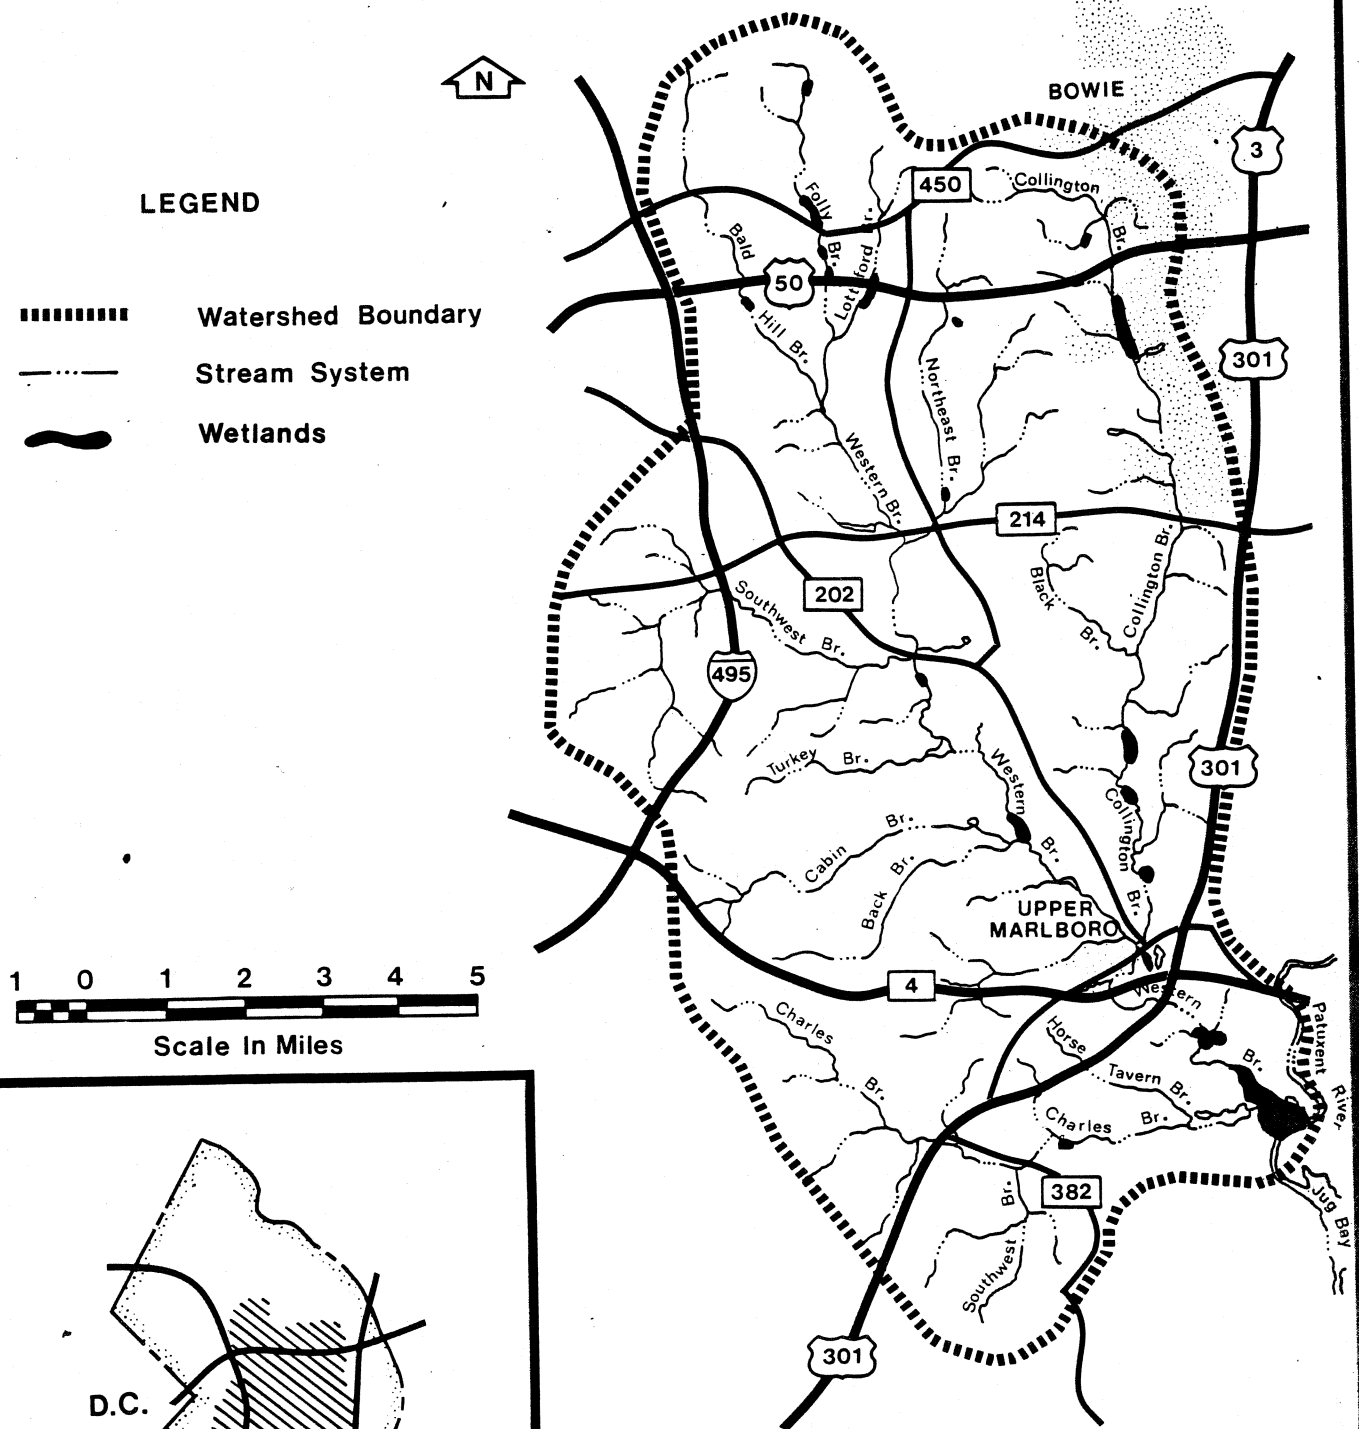 N
LEGEND
Watershed Boundary
Stream System
Wetlands
BOWIE
3
450
Collington
Br.
Folly
Br.
Bald
Hill Br.
Lottsford Br.
50
301
Northeast Br.
Western Br.
214
202
Southwest Br.
Black
Br.
Collington Br.
495
Turkey Br.
Western
Br.
301
Collington
Br.
Cabin Br.
Back Br.
UPPER
MARLBORO
4
Western
Br.
Patuxent
River
Charles
Br.
Horse
Tavern Br.
Charles Br.
382
Southwest Br.
Jug Bay
301
1 0 1 2 3 4 5
Scale In Miles
D.C.